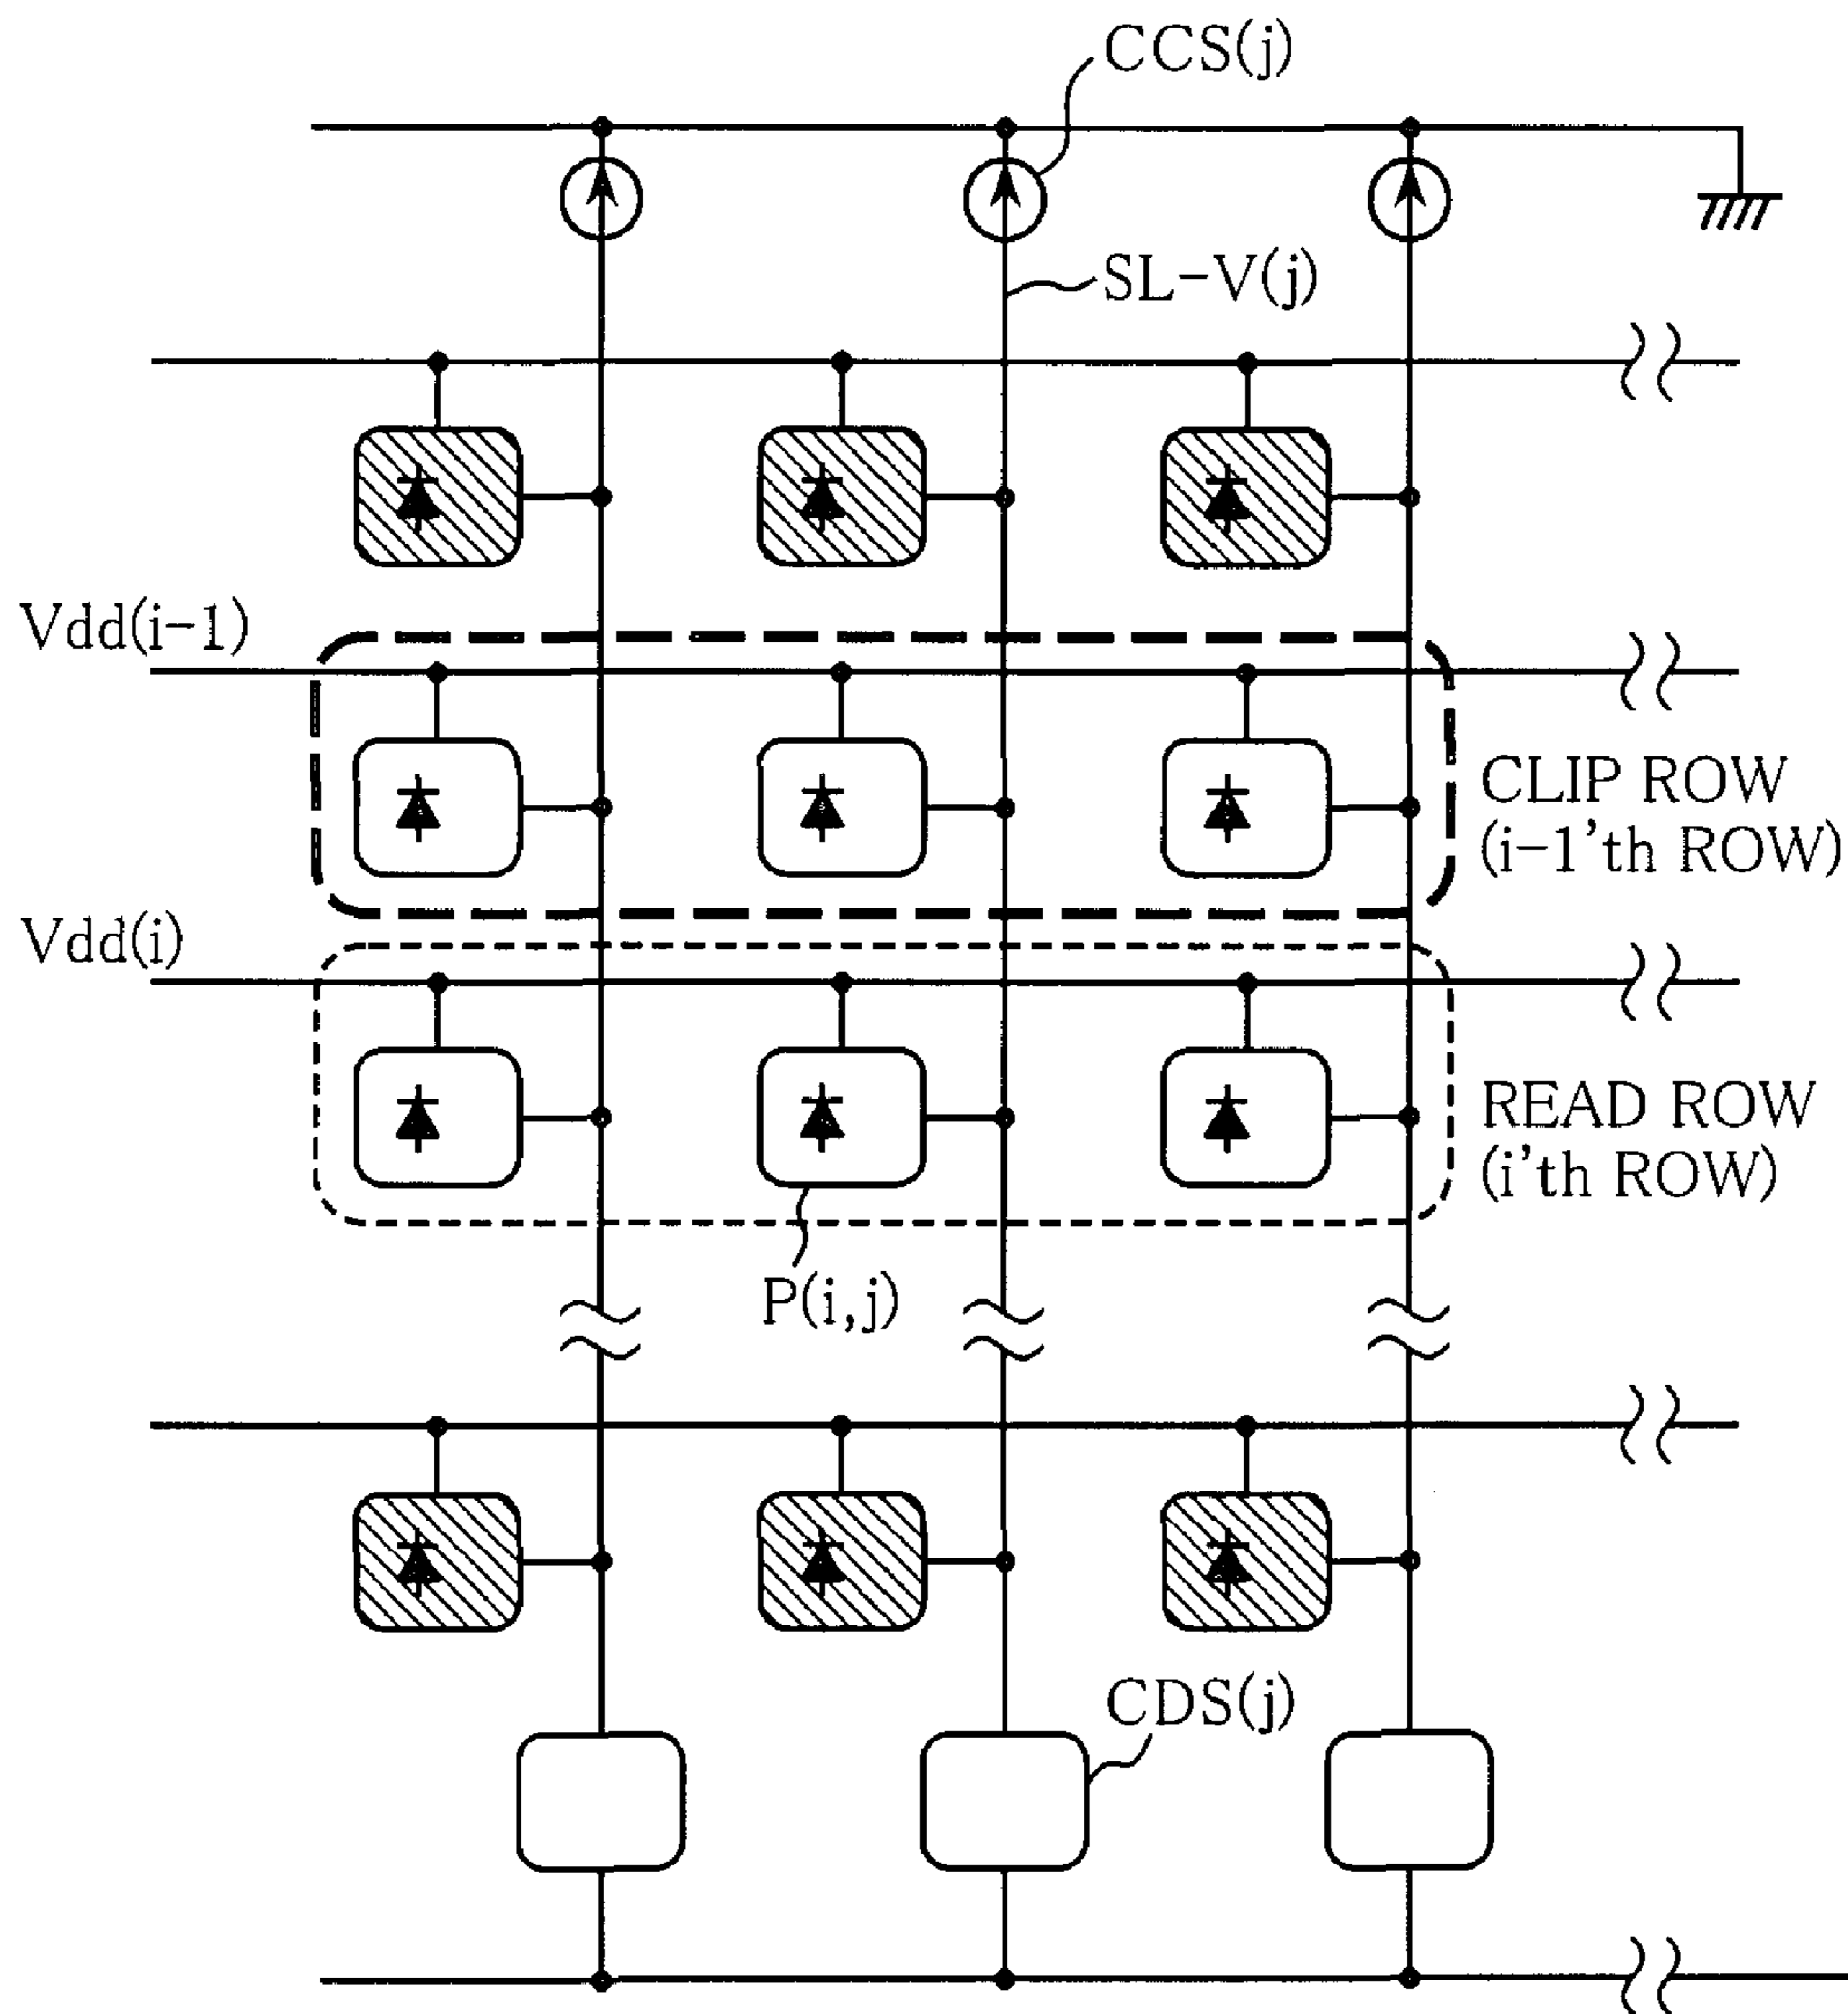 CCS(j)
SL-V(j)
Vdd(i-1)
CLIP ROW
(i-1'th ROW)
Vdd(i)
READ ROW
(i'th ROW)
P(i,j)
CDS(j)